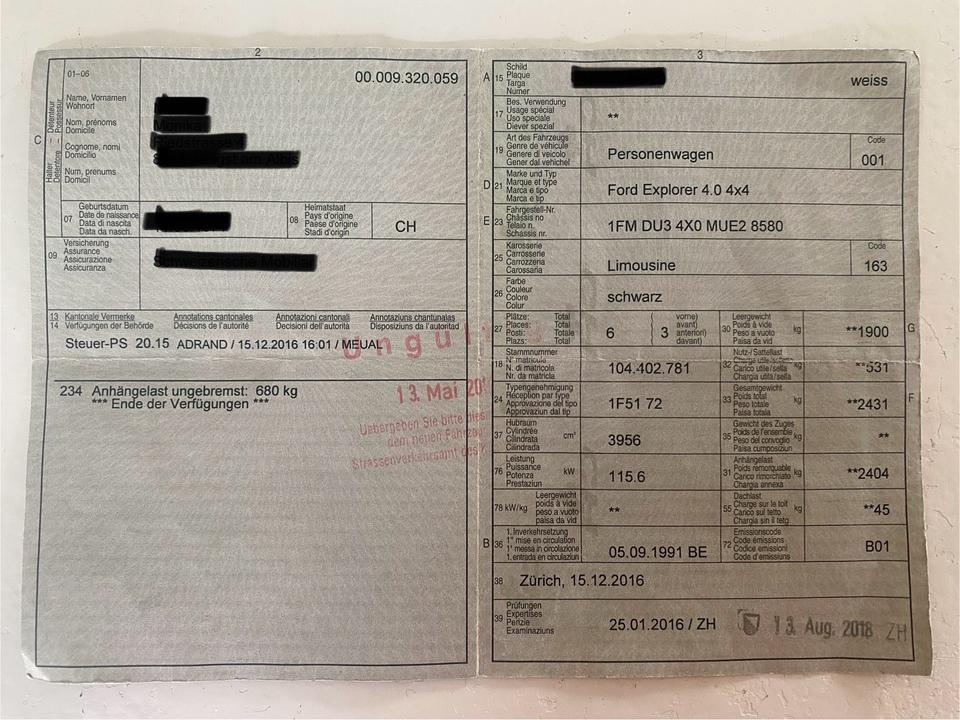 2
01-06
00.009.320.059
C
Halter
Détenteur
Detentore
Possessur
Name, Vornamen
Wohnort
Nom, prénoms
Domicile
Cognome, nomi
Domicilio
Num, prenums
Domicil
07
Geburtsdatum
Date de naissance
Data di nascita
Data da nasch.
08
Heimatstaat
Pays d'origine
Paese d'origine
Stadi d'origin
CH
09
Versicherung
Assurance
Assicurazione
Assicuranza
13 Kantonale Vermerke Annotations cantonales Annotazioni cantonali Annotaziuns chantunalas
14 Verfügungen der Behörde Décisions de l'autorité Decisioni dell'autorità Disposiziuns da l'autoritad
Steuer-PS 20.15 ADRAND / 15.12.2016 16:01 / MEUAL
234 Anhängelast ungebremst: 680 kg
*** Ende der Verfügungen ***
13. Mai
Uebergeben Sie bitte
dem neuen
Strassenverkehrsamt
3
A 15
Schild
Plaque
Targa
Numer
weiss
17
Bes. Verwendung
Usage spécial
Uso speciale
Diever spezial
**
19
Art des Fahrzeugs
Genre de véhicule
Genere di veicolo
Gener dal vehichel
Personenwagen
Code
001
D 21
Marke und Typ
Marque et type
Marca e tipo
Marca e tip
Ford Explorer 4.0 4x4
E 23
Fahrgestell-Nr.
Châssis no
Telaio n.
Schassis nr.
1FM DU3 4X0 MUE2 8580
25
Karosserie
Carrosserie
Carrozzeria
Carossaria
Limousine
Code
163
26
Farbe
Couleur
Colore
Colur
schwarz
27
Plätze: Total
Places: Total
Posti: Totale
Plazs: Total
6
( 3
vorne)
avant)
anteriori)
davant)
30
Leergewicht
Poids à vide
Peso a vuoto
Paisa da vid
kg
**1900
G
18
Stammnummer
N° matricule
N. di matricola
Nr. da matricla
104.402.781
32
Nutz-/Sattellast
Charge utile/sellette
Carico utile/sella
Chargia utila/sella
kg
**531
24
Typengenehmigung
Réception par type
Approvazione del tipo
Approvaziun dal tip
1F51 72
33
Gesamtgewicht
Poids total
Peso totale
Paisa totala
kg
**2431
F
37
Hubraum
Cylindrée
Cilindrata
Cilindrada
cm³
3956
35
Gewicht des Zuges
Poids de l'ensemble
Peso del convoglio
Paisa cumposiziun
kg
**
76
Leistung
Puissance
Potenza
Prestaziun
kW
115.6
31
Anhängelast
Poids remorquable
Carico rimorchiato
Chargia annexa
kg
**2404
78 kW/kg
Leergewicht
poids à vide
peso a vuoto
paisa da vid
**
55
Dachlast
Charge sur le toit
Carico sul tetto
Chargia sin il tetg
kg
**45
B 36
1. Inverkehrsetzung
1re mise en circulation
1a messa in circolazione
1. entrada en circulaziun
05.09.1991 BE
72
Emissionscode
Code émissions
Codice emissioni
Code d'emissiuns
B01
38
Zürich, 15.12.2016
39
Prüfungen
Expertises
Perizie
Examinaziuns
25.01.2016 / ZH
13. Aug. 2018 ZH